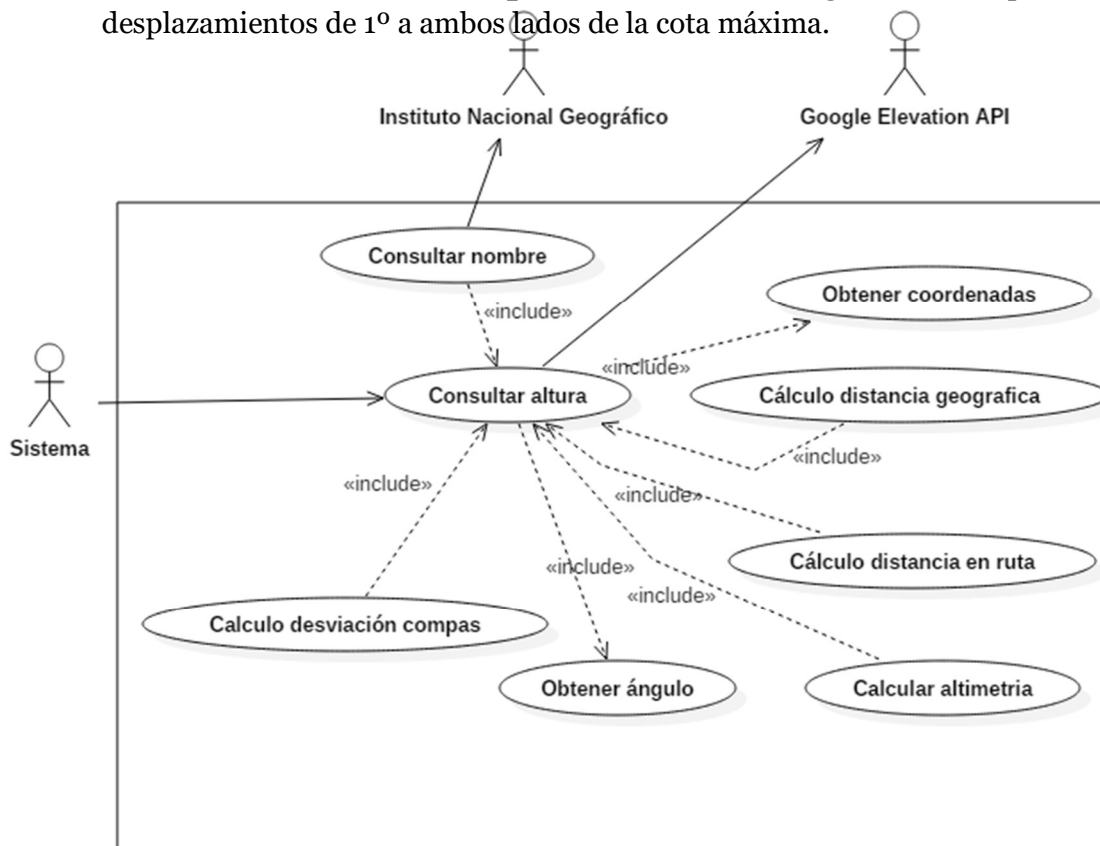 desplazamientos de 1º a ambos lados de la cota máxima.
Instituto Nacional Geográfico
Google Elevation API
Consultar nombre
«include»
Obtener coordenadas
«include»
Sistema
Consultar altura
Cálculo distancia geografica
«include»
«include»
«include»
Cálculo distancia en ruta
«include»
«include»
Calculo desviación compas
Obtener ángulo
Calcular altimetria